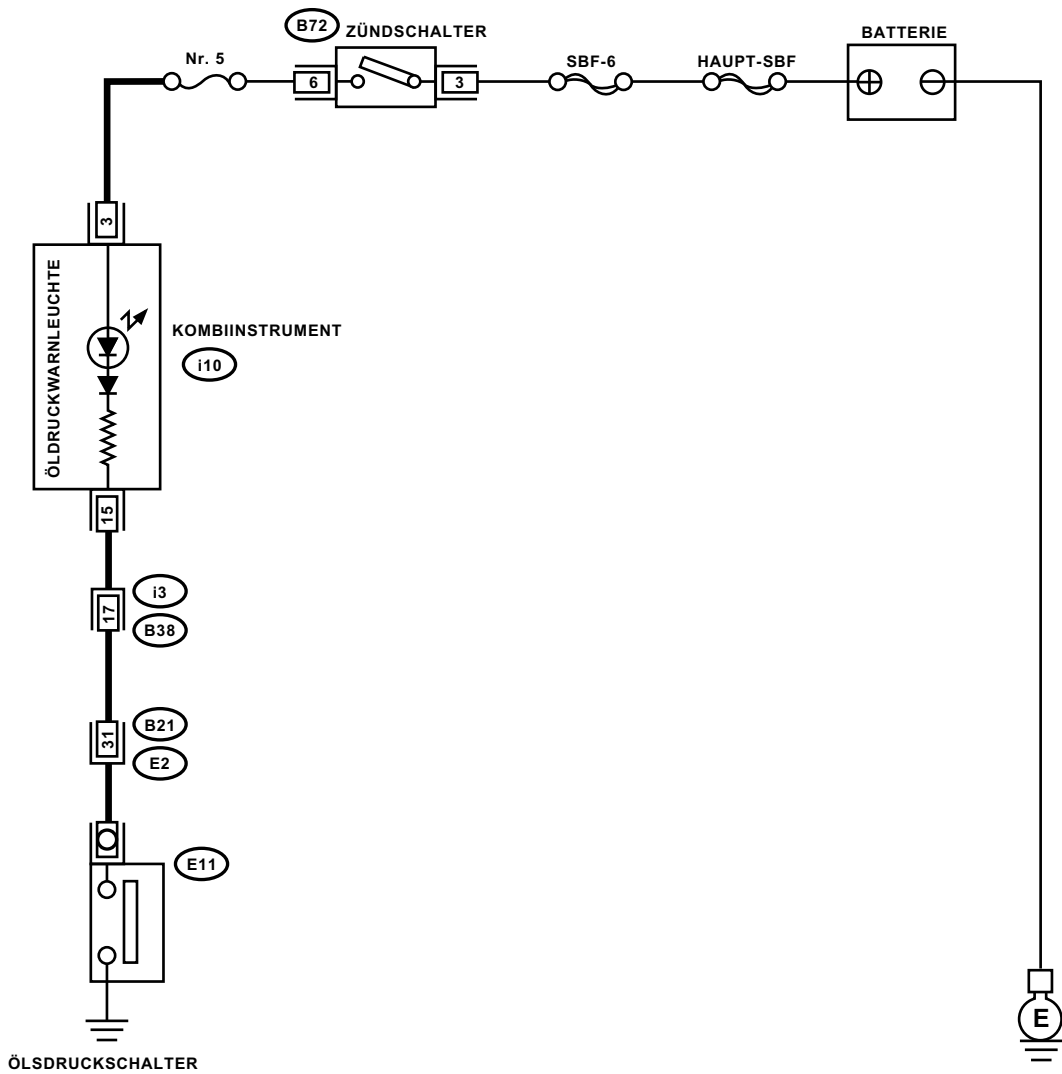 B72
ZÜNDSCHALTER
BATTERIE
Nr. 5
SBF-6
HAUPT-SBF
6
3
3
ÖLDRUCKWARNLEUCHTE
KOMBIINSTRUMENT
i10
15
i3
17
B38
B21
31
E2
E11
E
ÖLSDRUCKSCHALTER